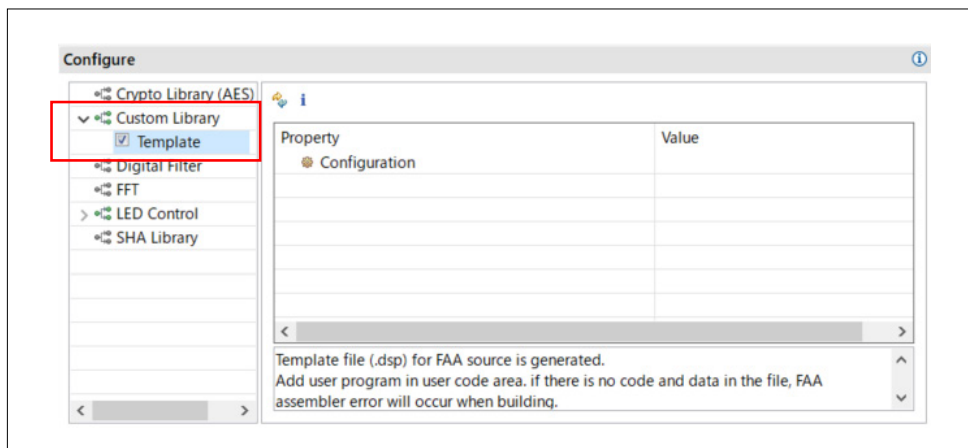 Configure
Crypto Library (AES)
Custom Library
Template
Digital Filter
FFT
LED Control
SHA Library
Property Value
Configuration
Template file (.dsp) for FAA source is generated.
Add user program in user code area. if there is no code and data in the file, FAA
assembler error will occur when building.